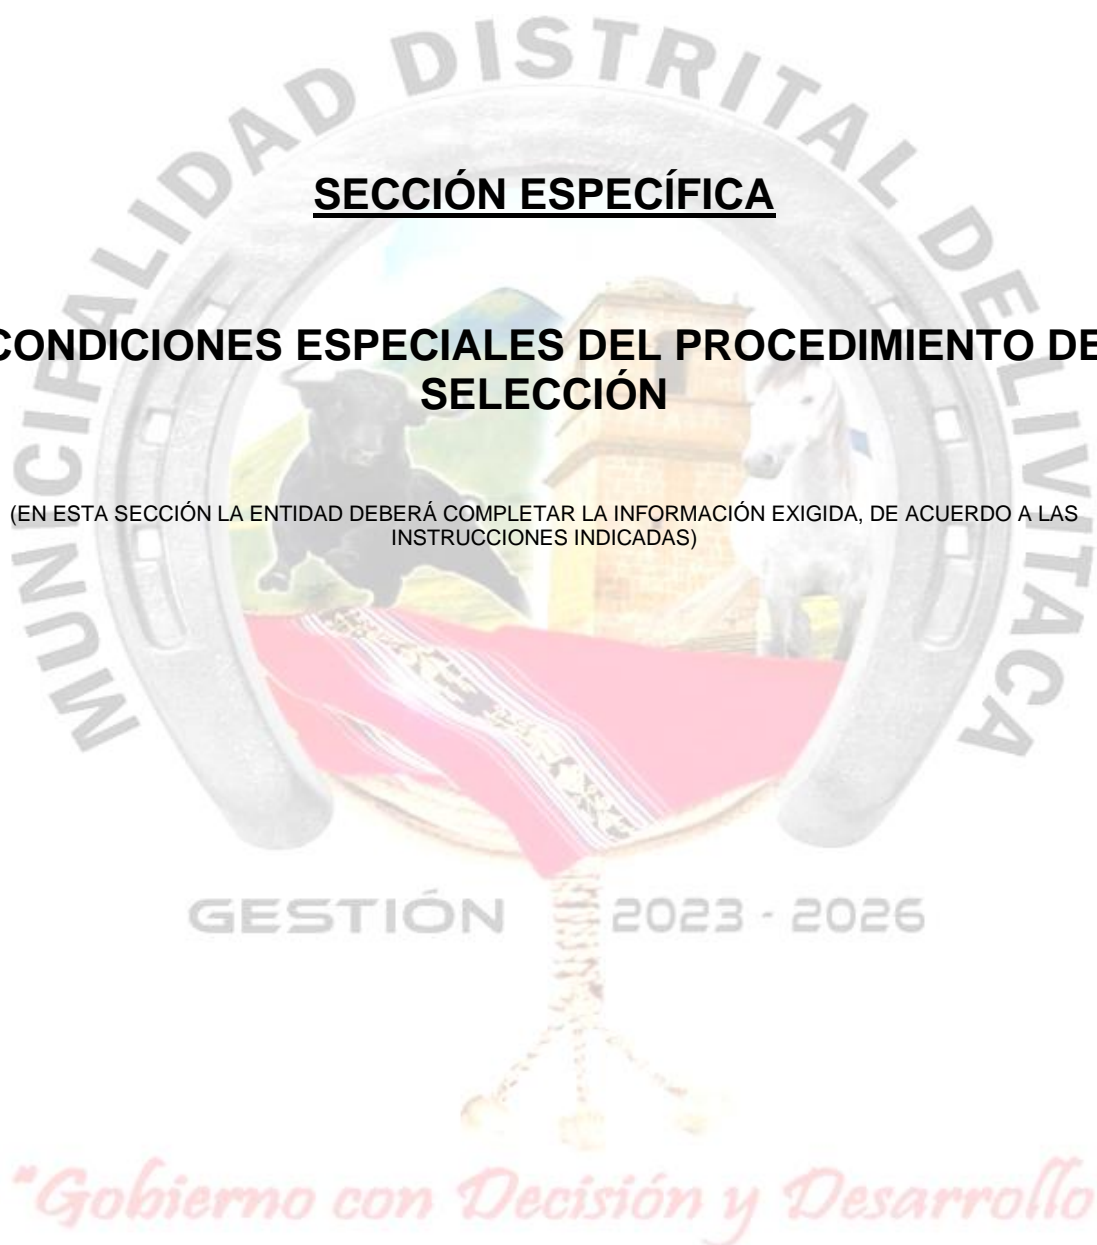 MUNICIPALIDAD DISTRITAL DE LIVITACA
SECCIÓN ESPECÍFICA
CONDICIONES ESPECIALES DEL PROCEDIMIENTO DE
SELECCIÓN
(EN ESTA SECCIÓN LA ENTIDAD DEBERÁ COMPLETAR LA INFORMACIÓN EXIGIDA, DE ACUERDO A LAS
INSTRUCCIONES INDICADAS)
GESTIÓN 2023 - 2026
"Gobierno con Decisión y Desarrollo